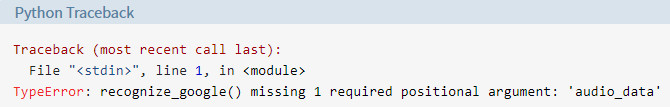 Python Traceback
Traceback (most recent call last):
  File "<stdin>", line 1, in <module>
TypeError: recognize_google() missing 1 required positional argument: 'audio_data'